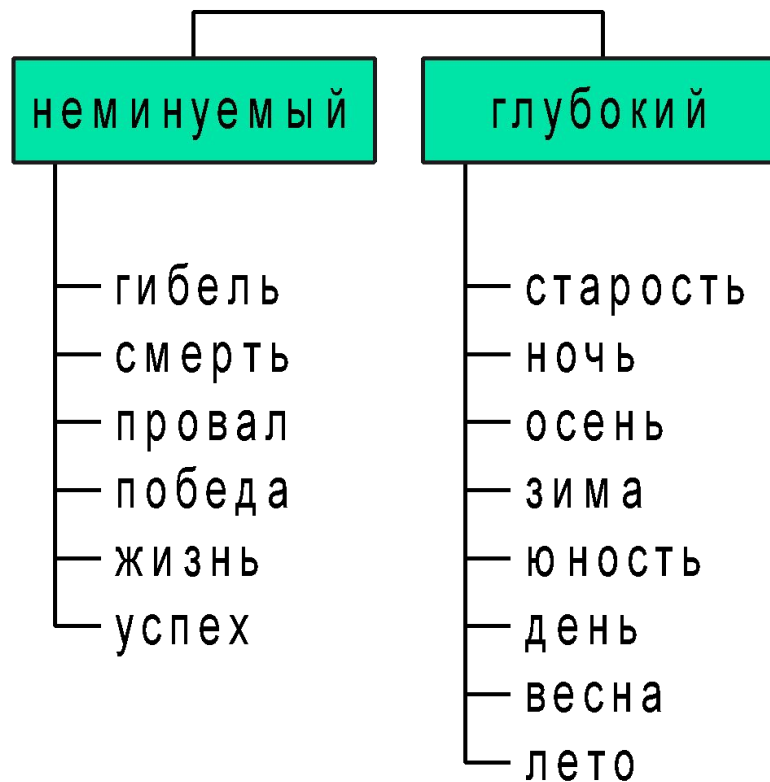 неминуемый
гибель
смерть
провал
победа
жизнь
успех
глубокий
старость
ночь
осень
зима
юность
день
весна
лето